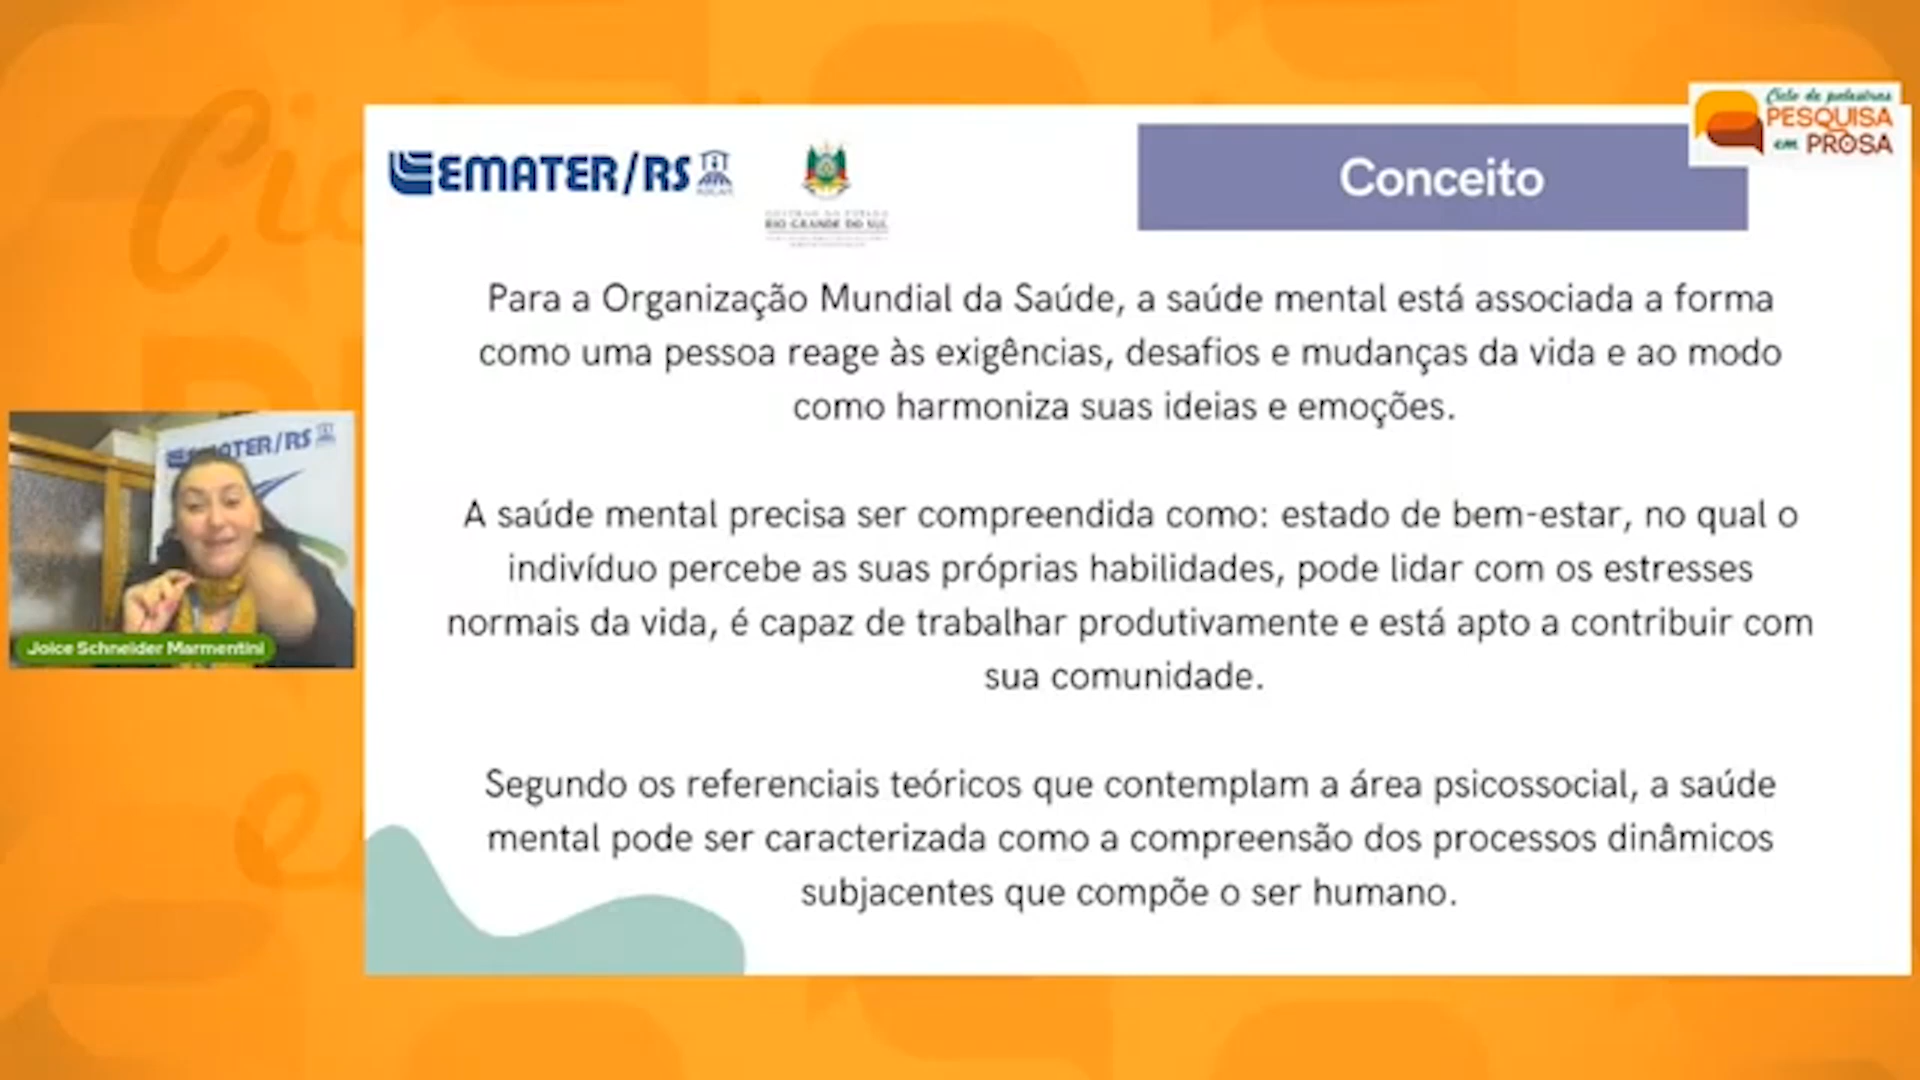 Ciclo de palestras
PESQUISA
em PROSA
EMATER/RS
RIO GRANDE DO SUL
Conceito
Para a Organização Mundial da Saúde, a saúde mental está associada a forma
como uma pessoa reage às exigências, desafios e mudanças da vida e ao modo
como harmoniza suas ideias e emoções.
A saúde mental precisa ser compreendida como: estado de bem-estar, no qual o
indivíduo percebe as suas próprias habilidades, pode lidar com os estresses
normais da vida, é capaz de trabalhar produtivamente e está apto a contribuir com
sua comunidade.
Segundo os referenciais teóricos que contemplam a área psicossocial, a saúde
mental pode ser caracterizada como a compreensão dos processos dinâmicos
subjacentes que compõe o ser humano.
Joice Schneider Marmentini